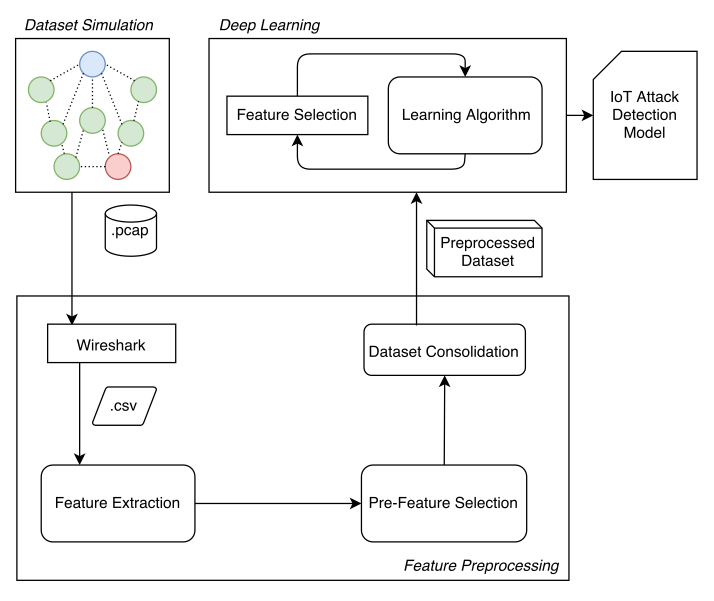 Dataset Simulation
Deep Learning
Feature Selection
Learning Algorithm
IoT Attack
Detection
Model
.pcap
Preprocessed
Dataset
Wireshark
Dataset Consolidation
.csv
Feature Extraction
Pre-Feature Selection
Feature Preprocessing